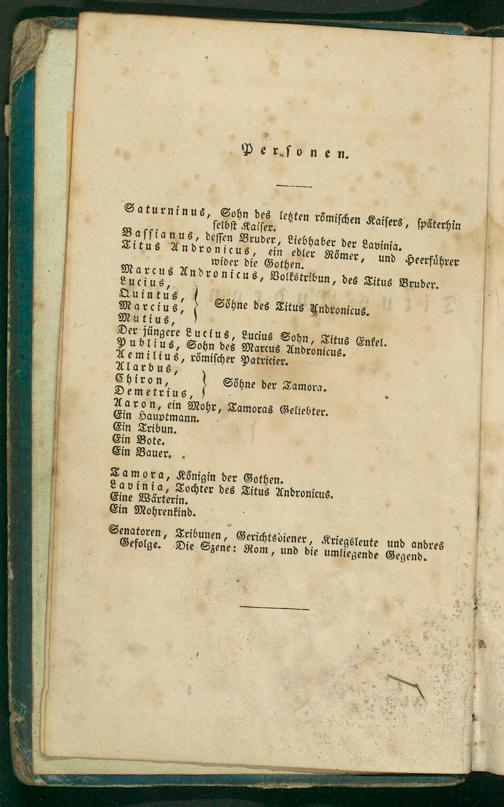 Personen.
Saturninus, Sohn des letzten römischen Kaisers, späterhin
selbst Kaiser.
Bassianus, dessen Bruder, Liebhaber der Lavinia.
Titus Andronicus, ein edler Römer, und Heerführer
wider die Gothen.
Marcus Andronicus, Volkstribun, des Titus Bruder.
Lucius,
Quintus,
Marcius,
Mutius,
Söhne des Titus Andronicus.
Der jüngere Lucius, Lucius Sohn, Titus Enkel.
Publius, Sohn des Marcus Andronicus.
Aemilius, römischer Patricier.
Alarbus,
Chiron,
Demetrius,
Söhne der Tamora.
Aaron, ein Mohr, Tamoras Geliebter.
Ein Hauptmann.
Ein Tribun.
Ein Bote.
Ein Bauer.
Tamora, Königin der Gothen.
Lavinia, Tochter des Titus Andronicus.
Eine Wärterin.
Ein Mohrenkind.
Senatoren, Tribunen, Gerichtsdiener, Kriegsleute und andres
Gefolge. Die Szene: Rom, und die umliegende Gegend.